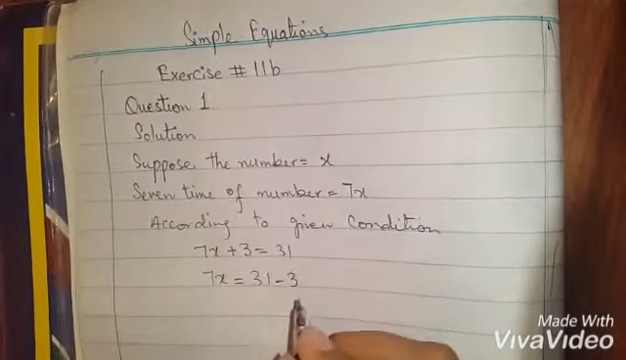 Simple Equations
Exercise # 11b
Question 1
Solution
Suppose the number = x
Seven time of number = 7x
According to given Condition
7x + 3 = 31
7x = 31 - 3
Made With
VivaVideo